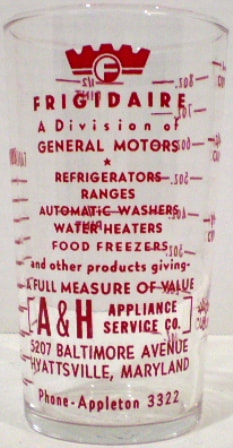 F
FRIGIDAIRE
A Division of
GENERAL MOTORS
★
REFRIGERATORS
RANGES
AUTOMATIC WASHERS
WATER HEATERS
FOOD FREEZERS
and other products giving-
A FULL MEASURE OF VALUE
[A & H APPLIANCE
SERVICE CO.]
5207 BALTIMORE AVENUE
HYATTSVILLE, MARYLAND
Phone-Appleton 3322